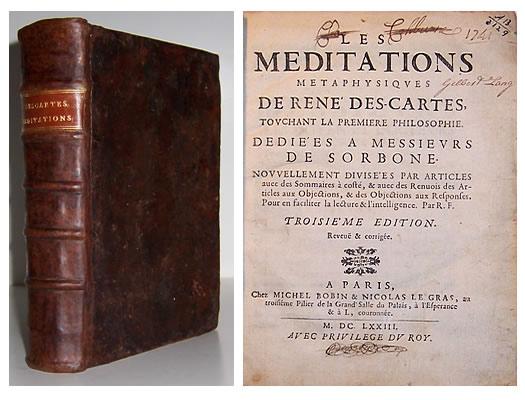 DESCARTES
MEDITATIONS
1741
LES
MEDITATIONS
METAPHYSIQVES
DE RENE' DES-CARTES,
TOVCHANT LA PREMIERE PHILOSOPHIE.
DEDIE'ES A MESSIEVRS
DE SORBONE.
NOVVELLEMENT DIVISE'ES PAR ARTICLES
auec des Sommaires à costé, & auec des Renuois des Ar-
ticles aux Objections, & des Objections aux Responses.
Pour en faciliter la lecture & l'intelligence. Par R. F.
TROISIE'ME EDITION.
Reveuë & corrigée.
A PARIS,
Chez MICHEL BOBIN & NICOLAS LE GRAS, au
troisiéme Pilier de la Grand' Salle du Palais, à l'Esperance
& à L, couronnée.
M. DC. LXXIII.
AVEC PRIVILEGE DV ROY.